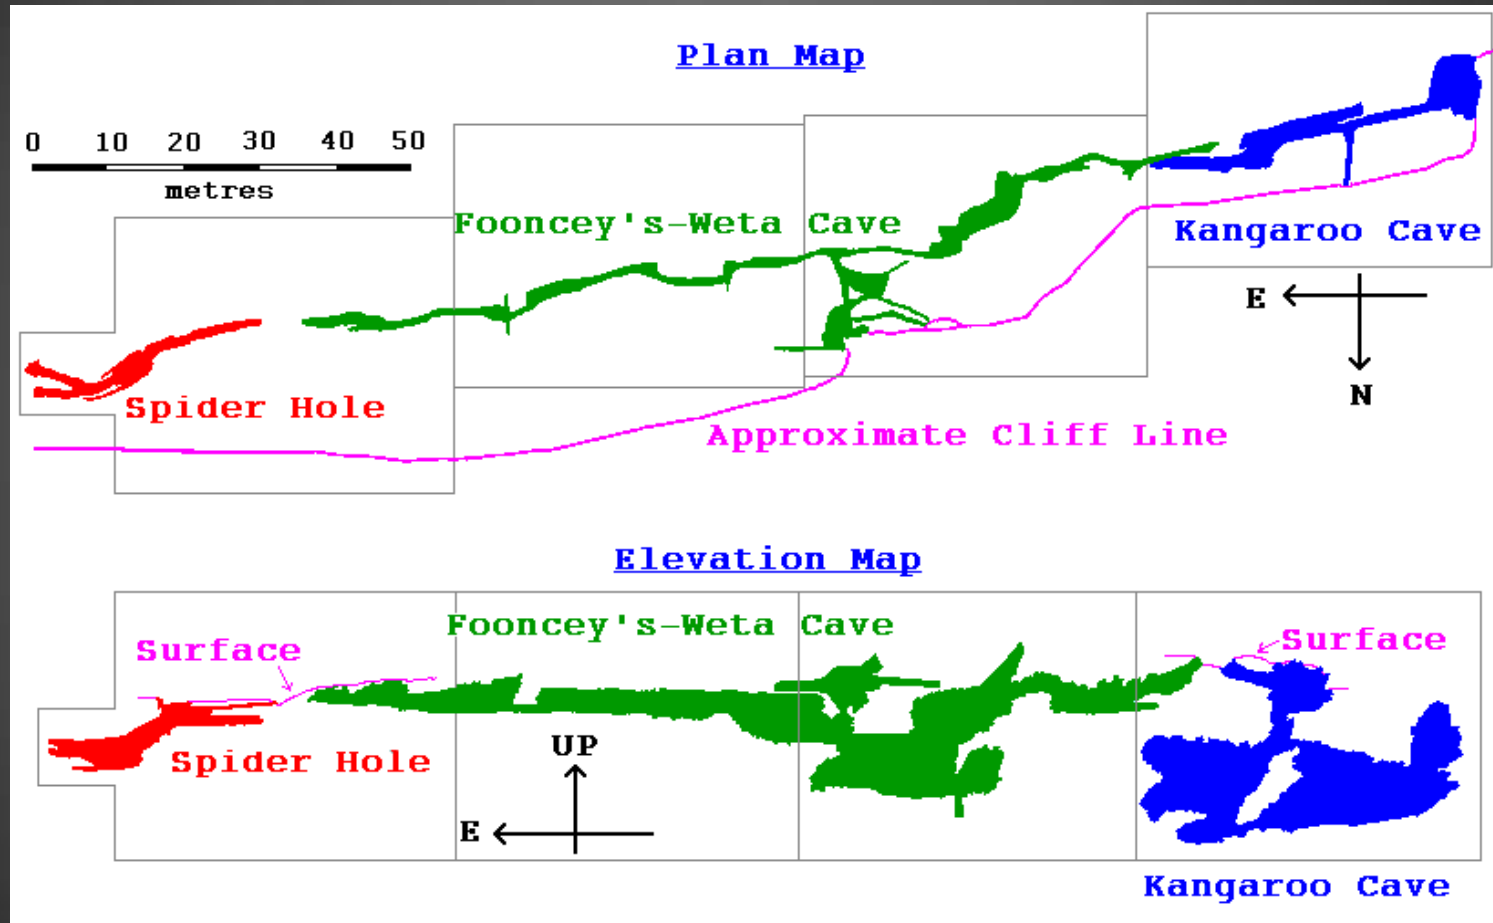 Plan Map
0 10 20 30 40 50
metres
Fooncey's-Weta Cave
Kangaroo Cave
E
N
Spider Hole
Approximate Cliff Line
Elevation Map
Fooncey's-Weta Cave
Surface
Surface
UP
Spider Hole
E
Kangaroo Cave